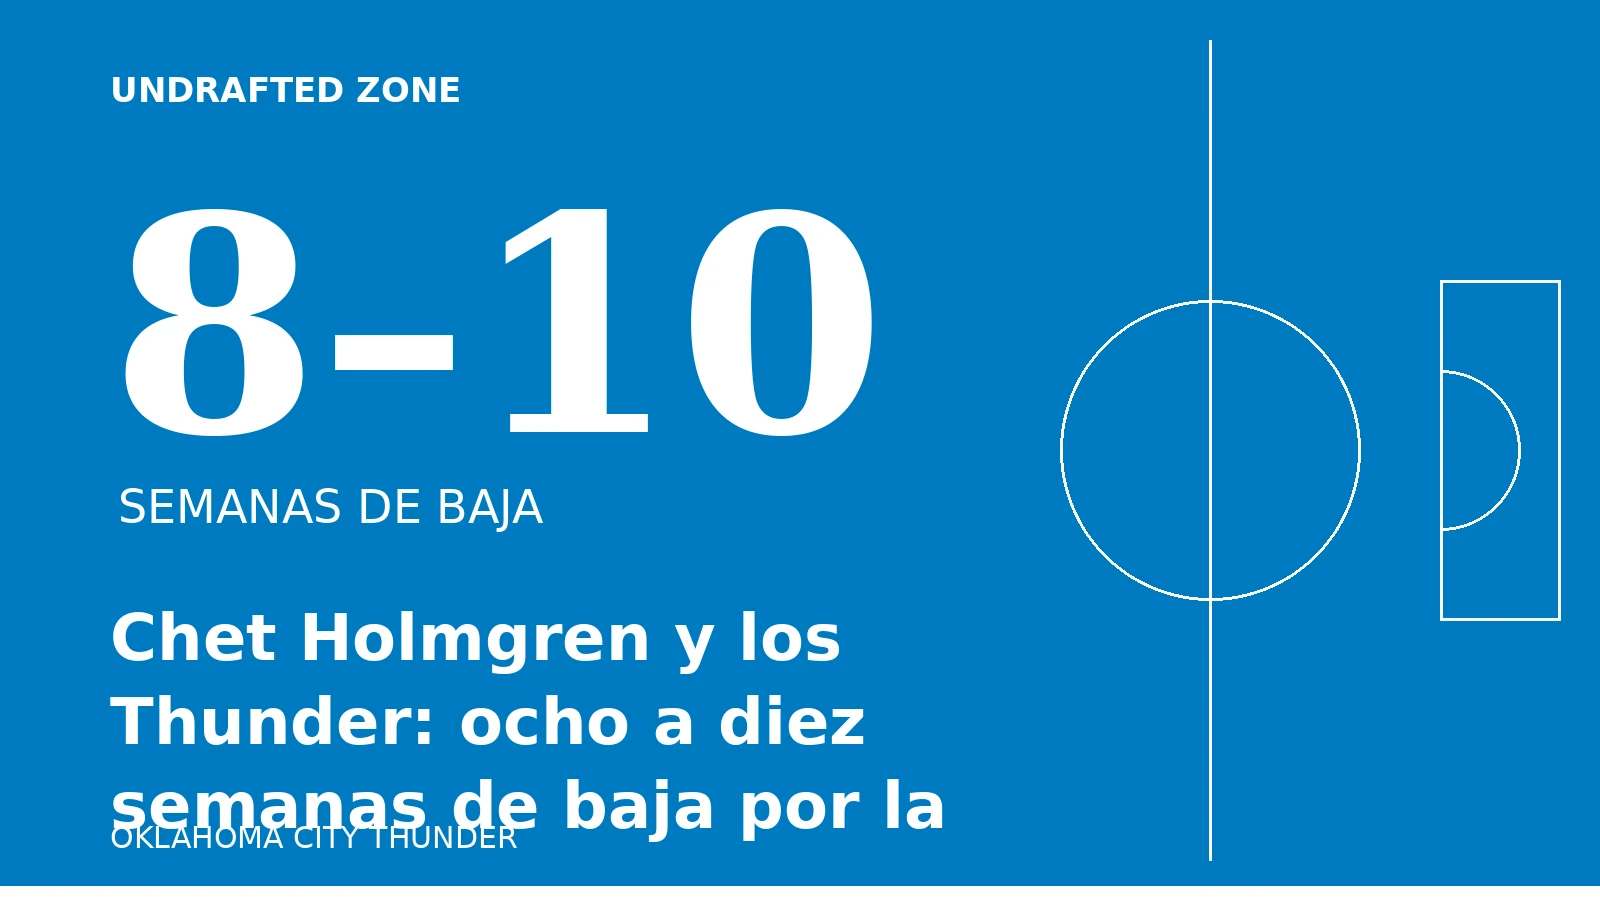 UNDRAFTED ZONE
8–10
SEMANAS DE BAJA
Chet Holmgren y los
Thunder: ocho a diez
semanas de baja por la
OKLAHOMA CITY THUNDER